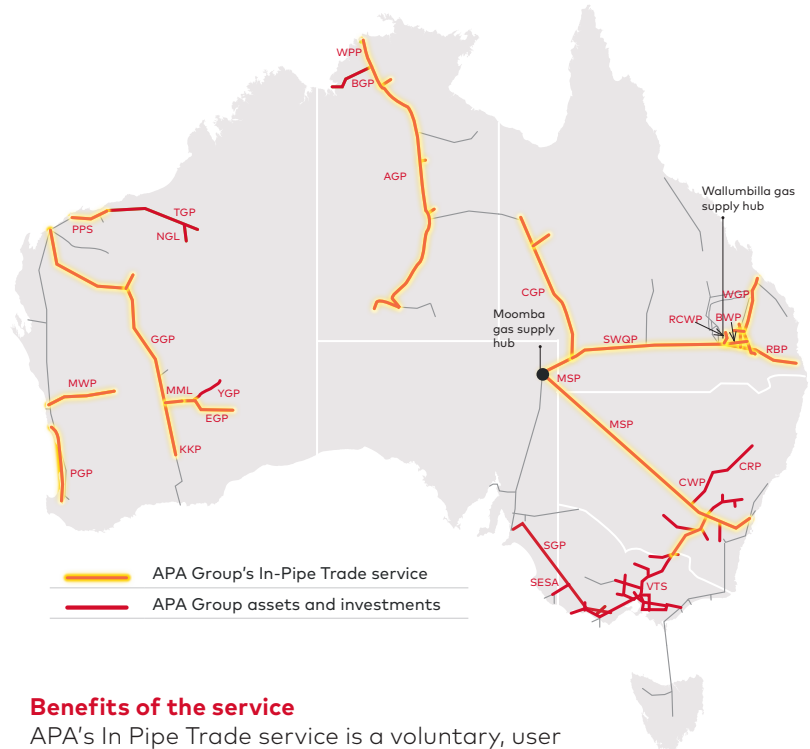 WPP
BGP
AGP
TGP
PPS
NGL
Wallumbilla gas
supply hub
CGP
WGP
Moomba
gas supply
hub
RCWP
BWP
SWQP
RBP
GGP
MSP
MWP
MML
YGP
EGP
MSP
KKP
CRP
CWP
PGP
SGP
SESA
VTS
APA Group's In-Pipe Trade service
APA Group assets and investments
Benefits of the service
APA's In Pipe Trade service is a voluntary, user